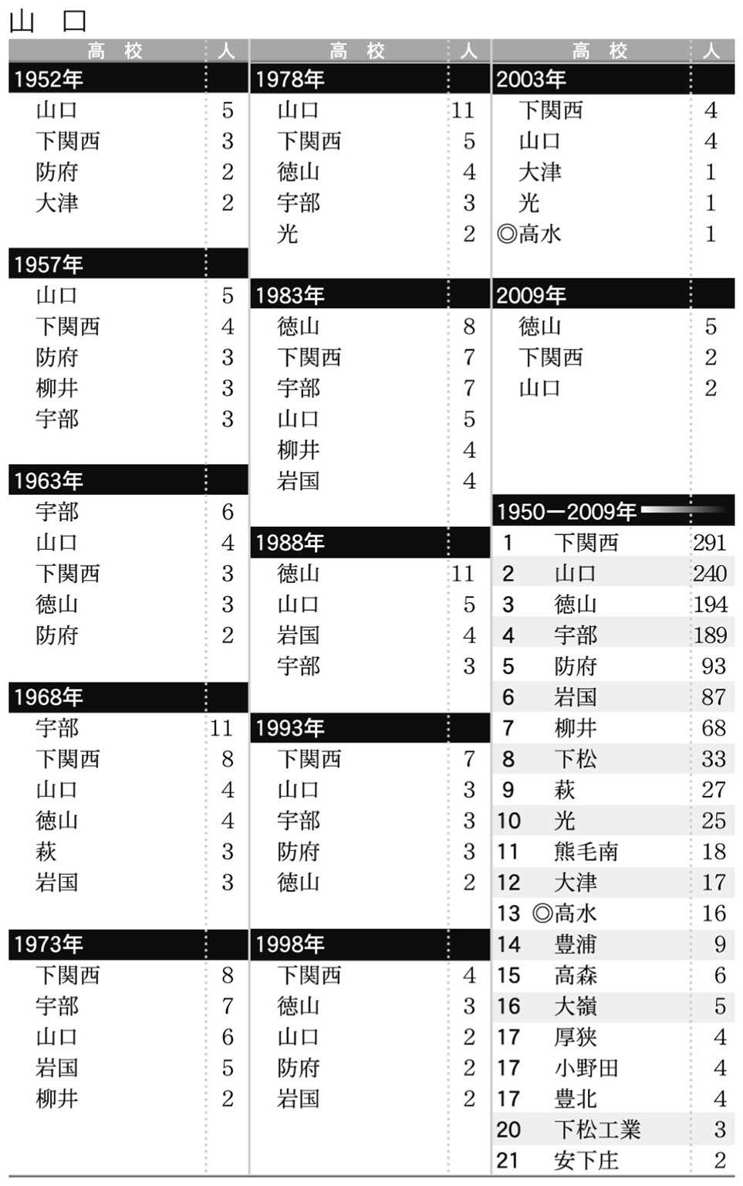 山 口
高 校 人
1952年
山口 5
下関西 3
防府 2
大津 2
1957年
山口 5
下関西 4
防府 3
柳井 3
宇部 3
1963年
宇部 6
山口 4
下関西 3
徳山 3
防府 2
1968年
宇部 11
下関西 8
山口 4
徳山 4
萩 3
岩国 3
1973年
下関西 8
宇部 7
山口 6
岩国 5
柳井 2
高 校 人
1978年
山口 11
下関西 5
徳山 4
宇部 3
光 2
1983年
徳山 8
下関西 7
宇部 7
山口 5
柳井 4
岩国 4
1988年
徳山 11
山口 5
岩国 4
宇部 3
1993年
下関西 7
山口 3
宇部 3
防府 3
徳山 2
1998年
下関西 4
徳山 3
山口 2
防府 2
岩国 2
高 校 人
2003年
下関西 4
山口 4
大津 1
光 1
◎高水 1
2009年
徳山 5
下関西 2
山口 2
1950ー2009年
1 下関西 291
2 山口 240
3 徳山 194
4 宇部 189
5 防府 93
6 岩国 87
7 柳井 68
8 下松 33
9 萩 27
10 光 25
11 熊毛南 18
12 大津 17
13 ◎高水 16
14 豊浦 9
15 高森 6
16 大嶺 5
17 厚狭 4
17 小野田 4
17 豊北 4
20 下松工業 3
21 安下庄 2